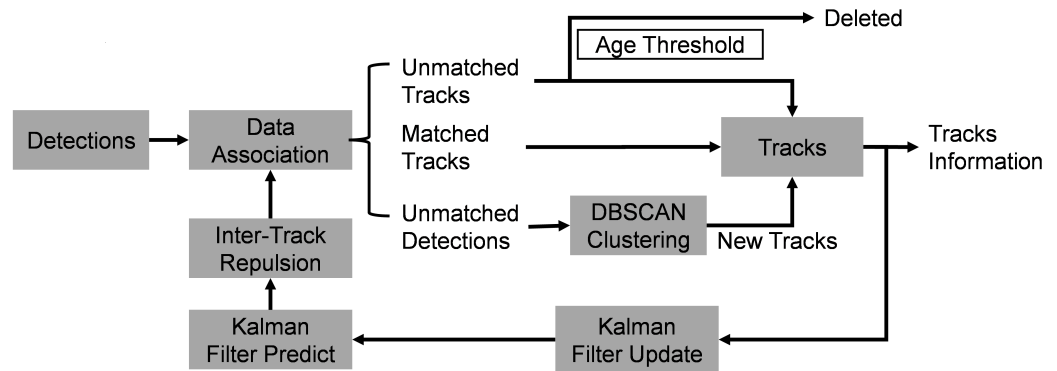 Deleted
Age Threshold
Unmatched
Tracks
Detections
Data
Association
Matched
Tracks
Tracks
Tracks
Information
Unmatched
Detections
DBSCAN
Clustering
New Tracks
Inter-Track
Repulsion
Kalman
Filter Predict
Kalman
Filter Update